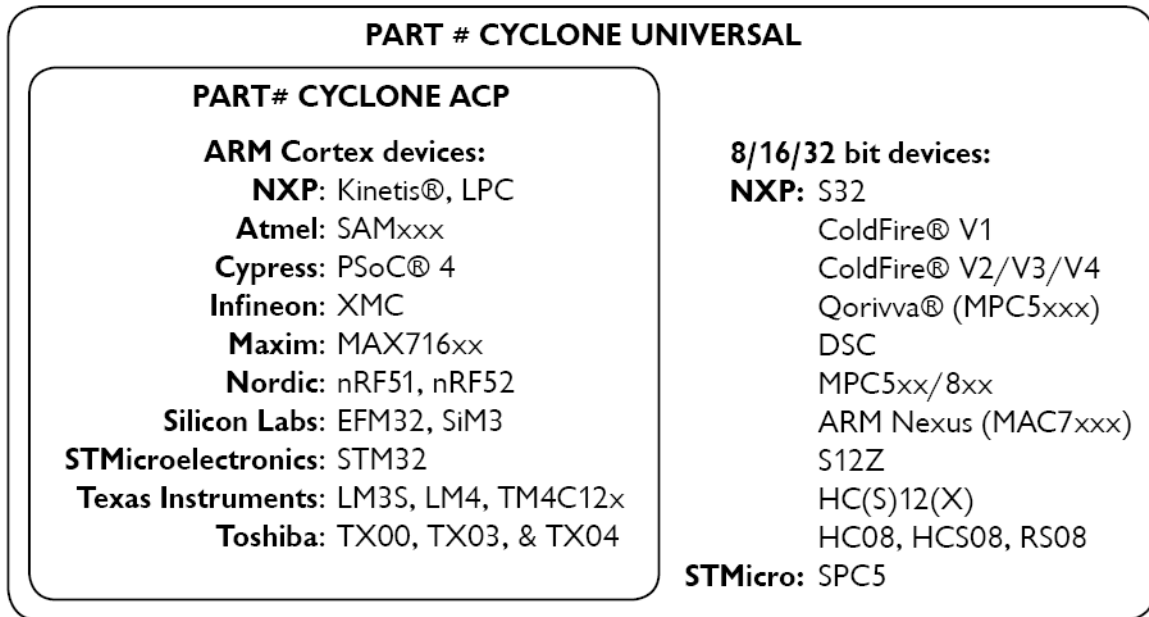 PART # CYCLONE UNIVERSAL
PART# CYCLONE ACP
ARM Cortex devices:
NXP: Kinetis®, LPC
Atmel: SAMxxx
Cypress: PSoC® 4
Infineon: XMC
Maxim: MAX716xx
Nordic: nRF51, nRF52
Silicon Labs: EFM32, SiM3
STMicroelectronics: STM32
Texas Instruments: LM3S, LM4, TM4C12x
Toshiba: TX00, TX03, & TX04
8/16/32 bit devices:
NXP: S32
ColdFire® V1
ColdFire® V2/V3/V4
Qorivva® (MPC5xxx)
DSC
MPC5xx/8xx
ARM Nexus (MAC7xxx)
S12Z
HC(S)12(X)
HC08, HCS08, RS08
STMicro: SPC5